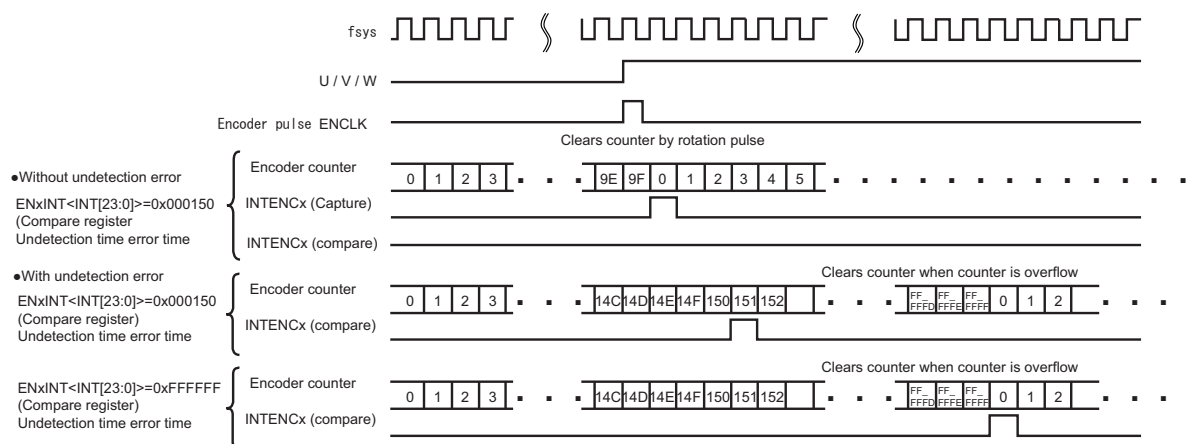 fsys
U / V / W
Encoder pulse ENCLK
Clears counter by rotation pulse
●Without undetection error
ENxINT<INT[23:0]>=0x000150
(Compare register
Undetection time error time
Encoder counter
0 1 2 3 . . . 9E 9F 0 1 2 3 4 5 . . . . . . . . . . . . .
INTENCx (Capture)
INTENCx (compare)
●With undetection error
Clears counter when counter is overflow
ENxINT<INT[23:0]>=0x000150
(Compare register)
Undetection time error time
Encoder counter
0 1 2 3 . . . 14C 14D 14E 14F 150 151 152 . . . FF_FFFD FF_FFFE FF_FFFF 0 1 2 . . .
INTENCx (compare)
Clears counter when counter is overflow
ENxINT<INT[23:0]>=0xFFFFFF
(Compare register)
Undetection time error time
Encoder counter
0 1 2 3 . . . 14C 14D 14E 14F 150 151 152 . . . FF_FFFD FF_FFFE FF_FFFF 0 1 2 . . .
INTENCx (compare)